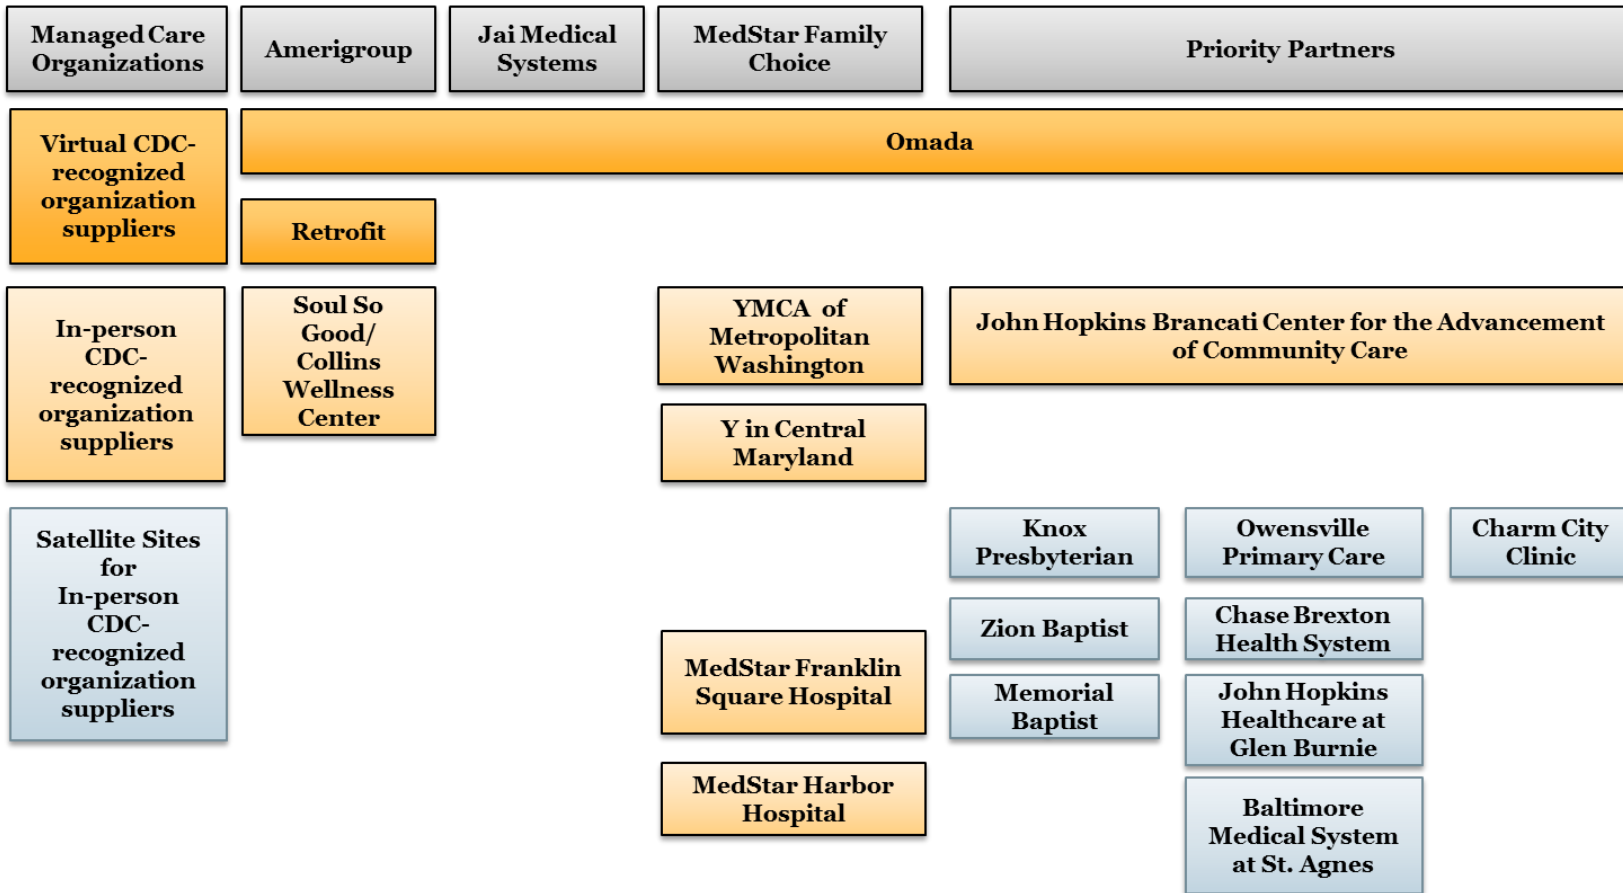 Managed Care
Organizations
Amerigroup
Jai Medical
Systems
MedStar Family
Choice
Priority Partners
Virtual CDC-
recognized
organization
suppliers
Omada
Retrofit
In-person
CDC-
recognized
organization
suppliers
Soul So
Good/
Collins
Wellness
Center
YMCA of
Metropolitan
Washington
John Hopkins Brancati Center for the Advancement
of Community Care
Y in Central
Maryland
Satellite Sites
for
In-person
CDC-
recognized
organization
suppliers
Knox
Presbyterian
Owensville
Primary Care
Charm City
Clinic
Zion Baptist
Chase Brexton
Health System
MedStar Franklin
Square Hospital
Memorial
Baptist
John Hopkins
Healthcare at
Glen Burnie
MedStar Harbor
Hospital
Baltimore
Medical System
at St. Agnes